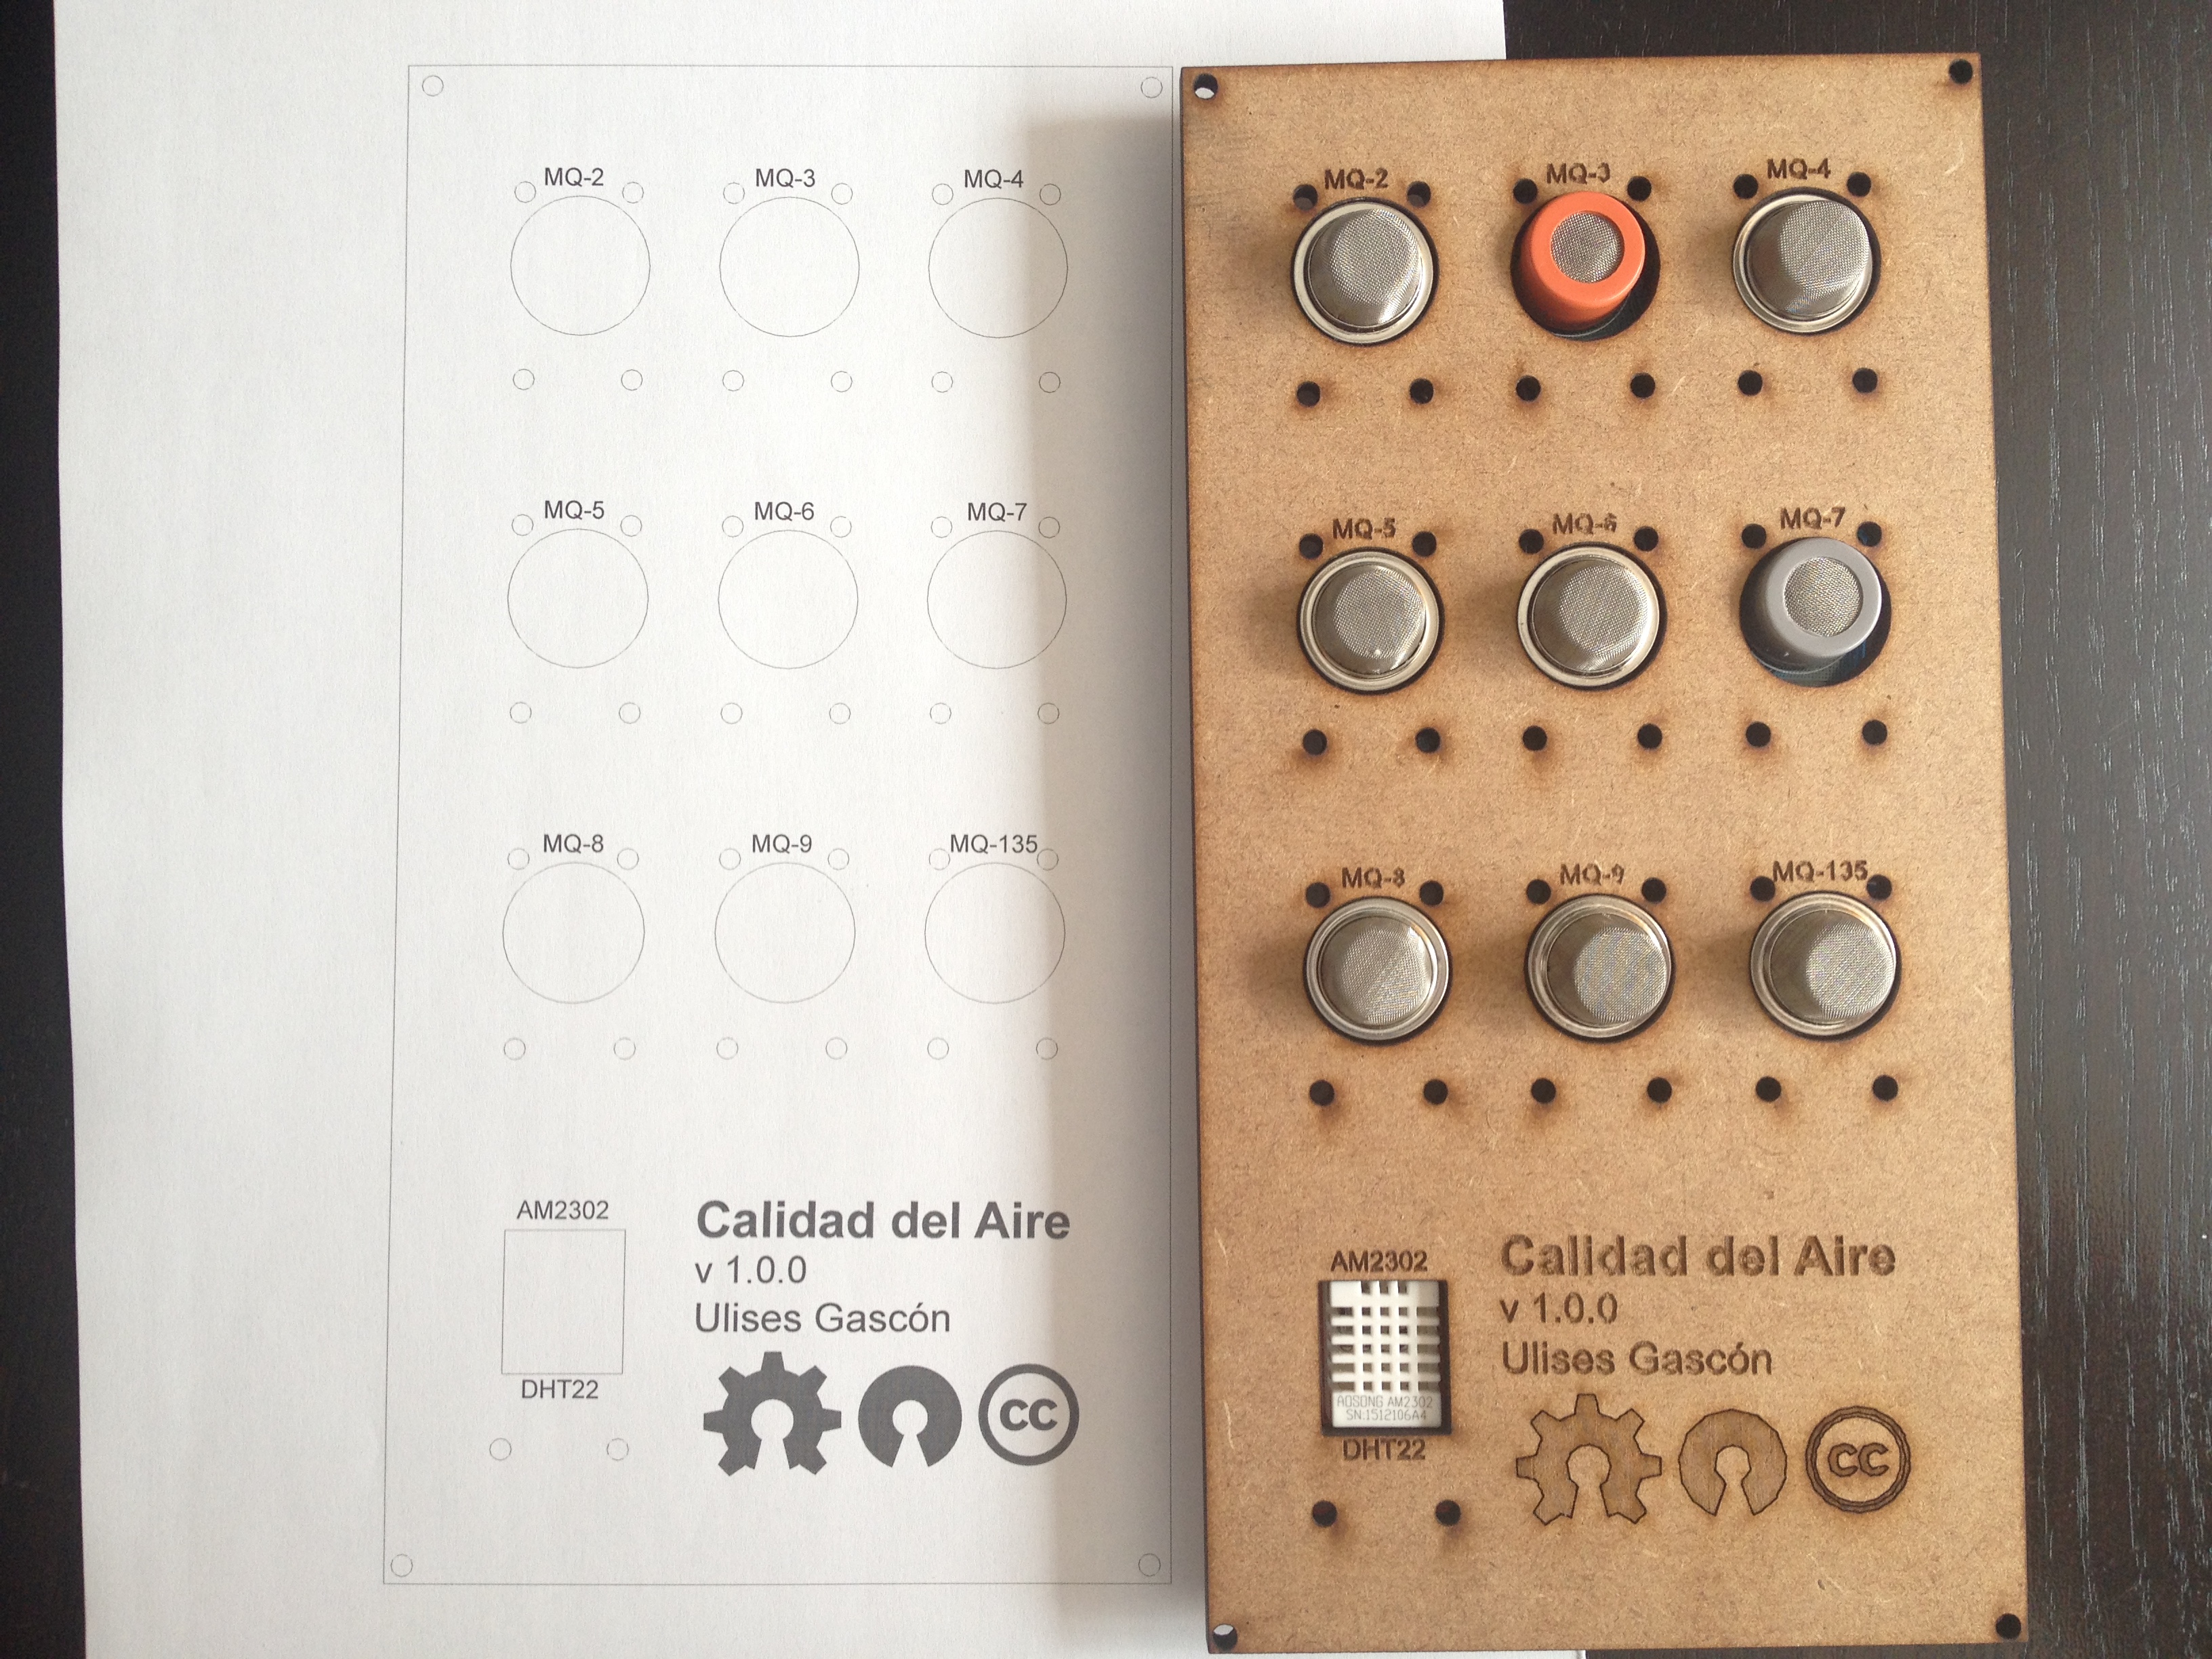 MQ-2 MQ-3 MQ-4
MQ-5 MQ-6 MQ-7
MQ-8 MQ-9 MQ-135
AM2302
Calidad del Aire
v 1.0.0
Ulises Gascón
DHT22
cc
MQ-2 MQ-3 MQ-4
MQ-5 MQ-6 MQ-7
MQ-8 MQ-9 MQ-135
AM2302
Calidad del Aire
v 1.0.0
Ulises Gascón
AOSONG AM2302
SN:1512106A4
DHT22
cc